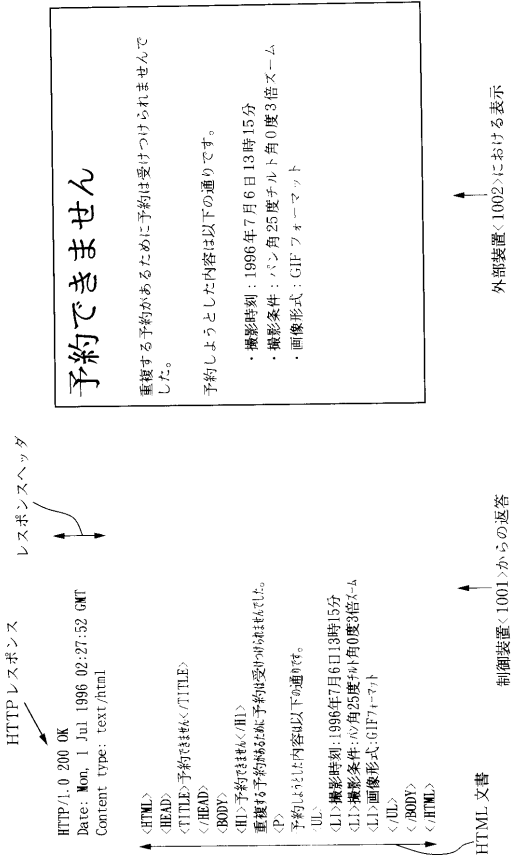 HTTPレスポンス
レスポンスヘッダ
HTTP/1.0 200 OK
Date: Mon, 1 Jul 1996 02:27:52 GMT
Content type: text/html
<HTML>
<HEAD>
<TITLE>予約できません</TITLE>
</HEAD>
<BODY>
<H1>予約できません</H1>
重複する予約があるために予約は受けつけられませんでした。
<P>
予約しようとした内容は以下の通りです。
<UL>
<LI>撮影時刻:1996年7月6日13時15分
<LI>撮影条件:パン角25度チルト角0度3倍ズーム
<LI>画像形式:GIFフォーマット
</UL>
</BODY>
</HTML>
HTML文書
制御装置<1001>からの返答
予約できません
重複する予約があるために予約は受けつけられませんで
した。
予約しようとした内容は以下の通りです。
・撮影時刻:1996年7月6日13時15分
・撮影条件:パン角25度チルト角0度3倍ズーム
・画像形式:GIFフォーマット
外部装置<1002>における表示